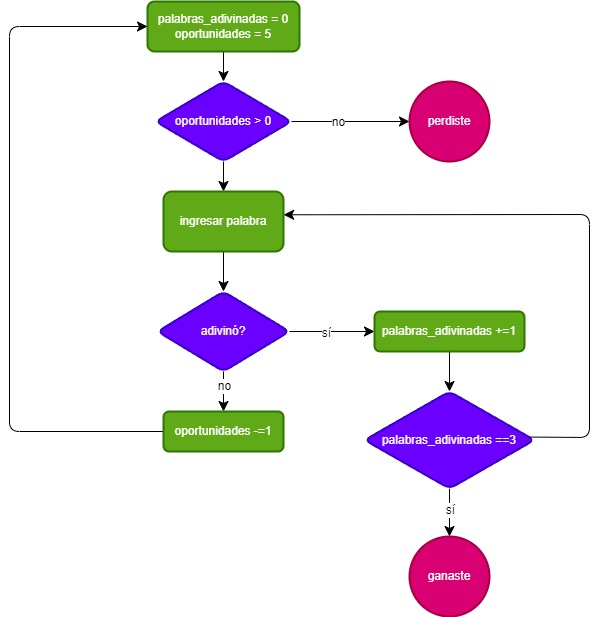 palabras_adivinadas = 0
oportunidades = 5
oportunidades > 0
no
perdiste
ingresar palabra
adivinó?
sí
palabras_adivinadas +=1
no
oportunidades -=1
palabras_adivinadas ==3
sí
ganaste